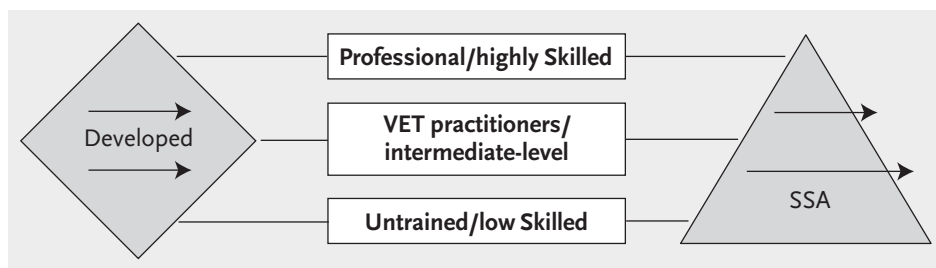 Professional/highly Skilled
Developed
VET practitioners/
intermediate-level
SSA
Untrained/low Skilled